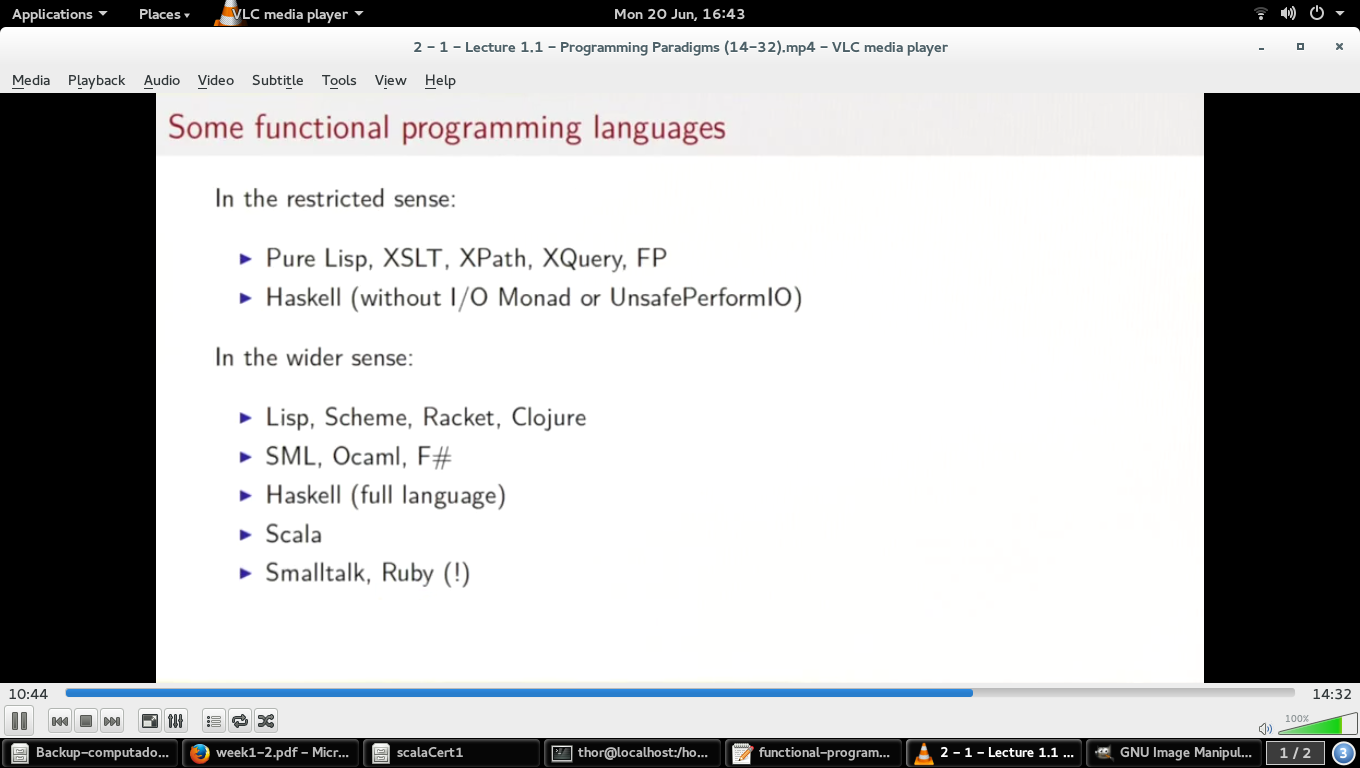 Applications Places VLC media player Mon 20 Jun, 16:43
2 – 1 – Lecture 1.1 – Programming Paradigms (14–32).mp4 – VLC media player
Media Playback Audio Video Subtitle Tools View Help
Some functional programming languages
In the restricted sense:
Pure Lisp, XSLT, XPath, XQuery, FP
Haskell (without I/O Monad or UnsafePerformIO)
In the wider sense:
Lisp, Scheme, Racket, Clojure
SML, Ocaml, F#
Haskell (full language)
Scala
Smalltalk, Ruby (!)
10:44 14:32
100%
Backup–computado... week1–2.pdf – Micr... scalaCert1 thor@localhost:/ho... functional–program... 2 – 1 – Lecture 1.1 ... GNU Image Manipul... 1 / 2 3